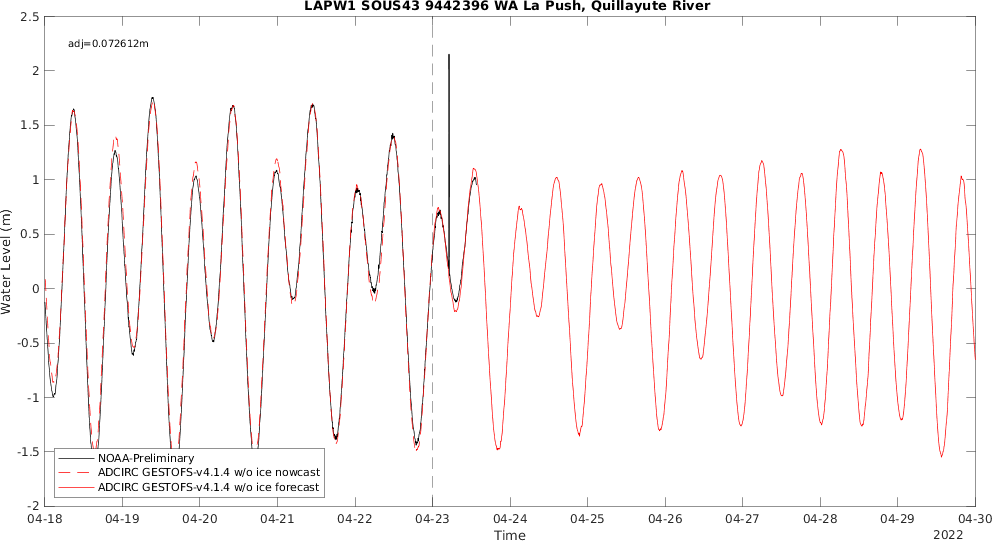 LAPW1 SOUS43 9442396 WA La Push, Quillayute River
adj=0.072612m
2.5
2
1.5
1
0.5
0
-0.5
-1
-1.5
-2
Water Level (m)
NOAA-Preliminary
ADCIRC GESTOFS-v4.1.4 w/o ice nowcast
ADCIRC GESTOFS-v4.1.4 w/o ice forecast
04-18 04-19 04-20 04-21 04-22 04-23 04-24 04-25 04-26 04-27 04-28 04-29 04-30
Time
2022